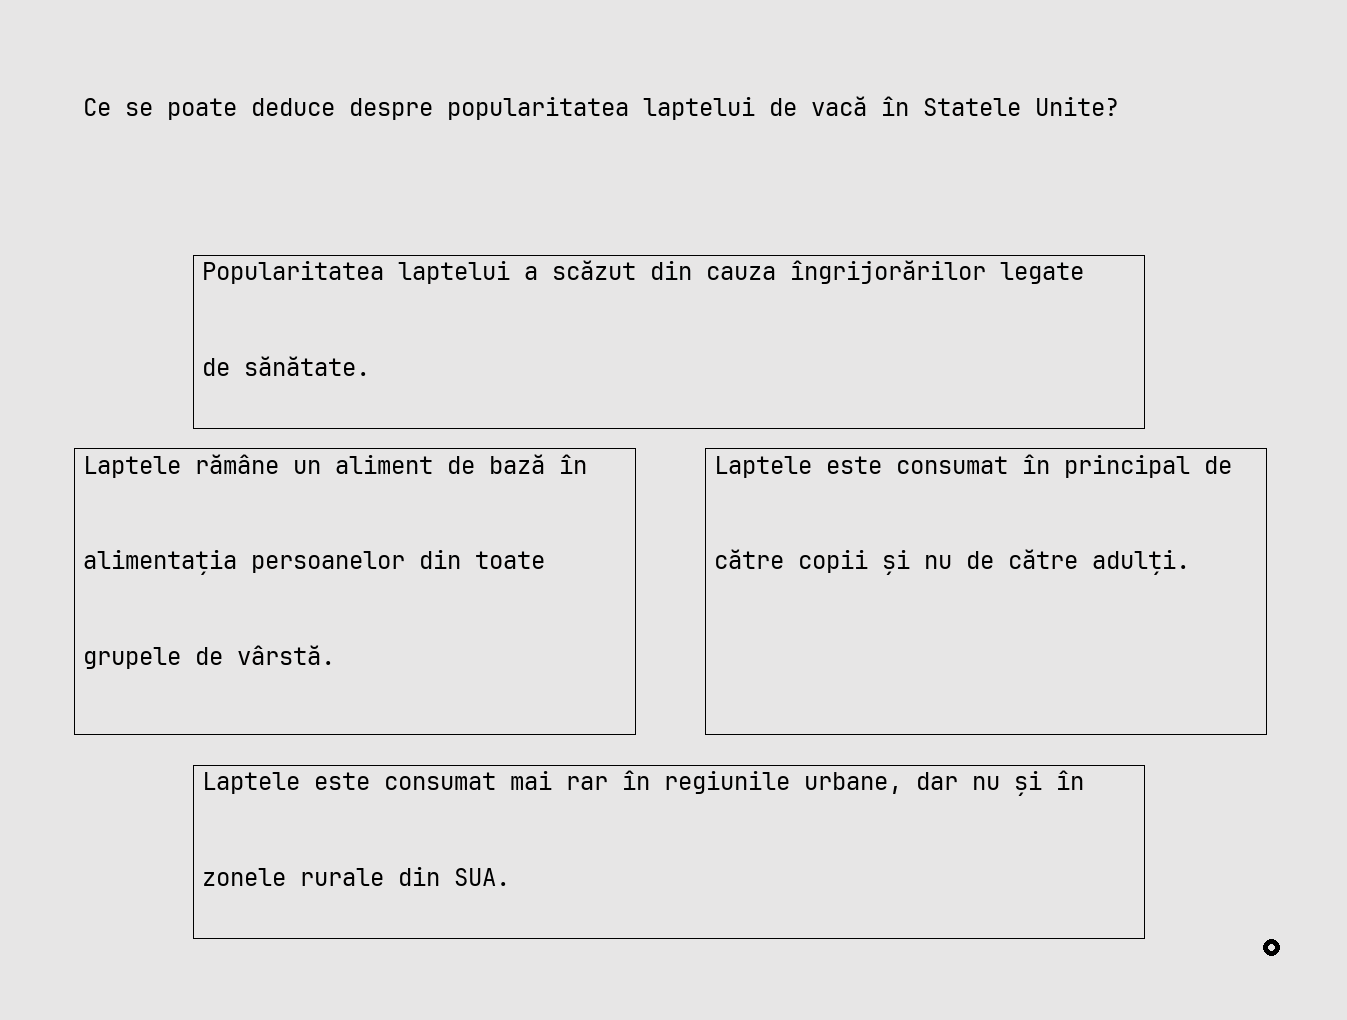 Ce se poate deduce despre popularitatea laptelui de vacă în Statele Unite?
Popularitatea laptelui a scăzut din cauza îngrijorărilor legate
de sănătate.
Laptele rămâne un aliment de bază în
alimentația persoanelor din toate
grupele de vârstă.
Laptele este consumat în principal de
către copii și nu de către adulți.
Laptele este consumat mai rar în regiunile urbane, dar nu și în
zonele rurale din SUA.